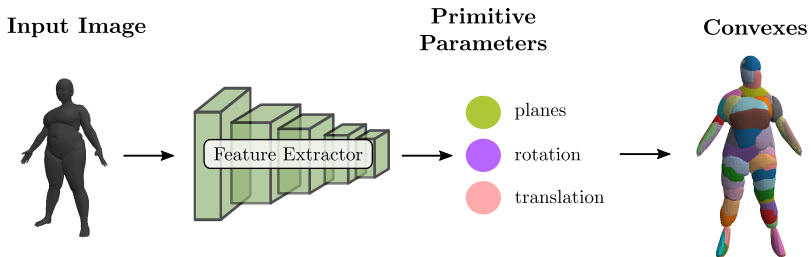 Input Image
Primitive
Parameters
Convexes
Feature Extractor
planes
rotation
translation